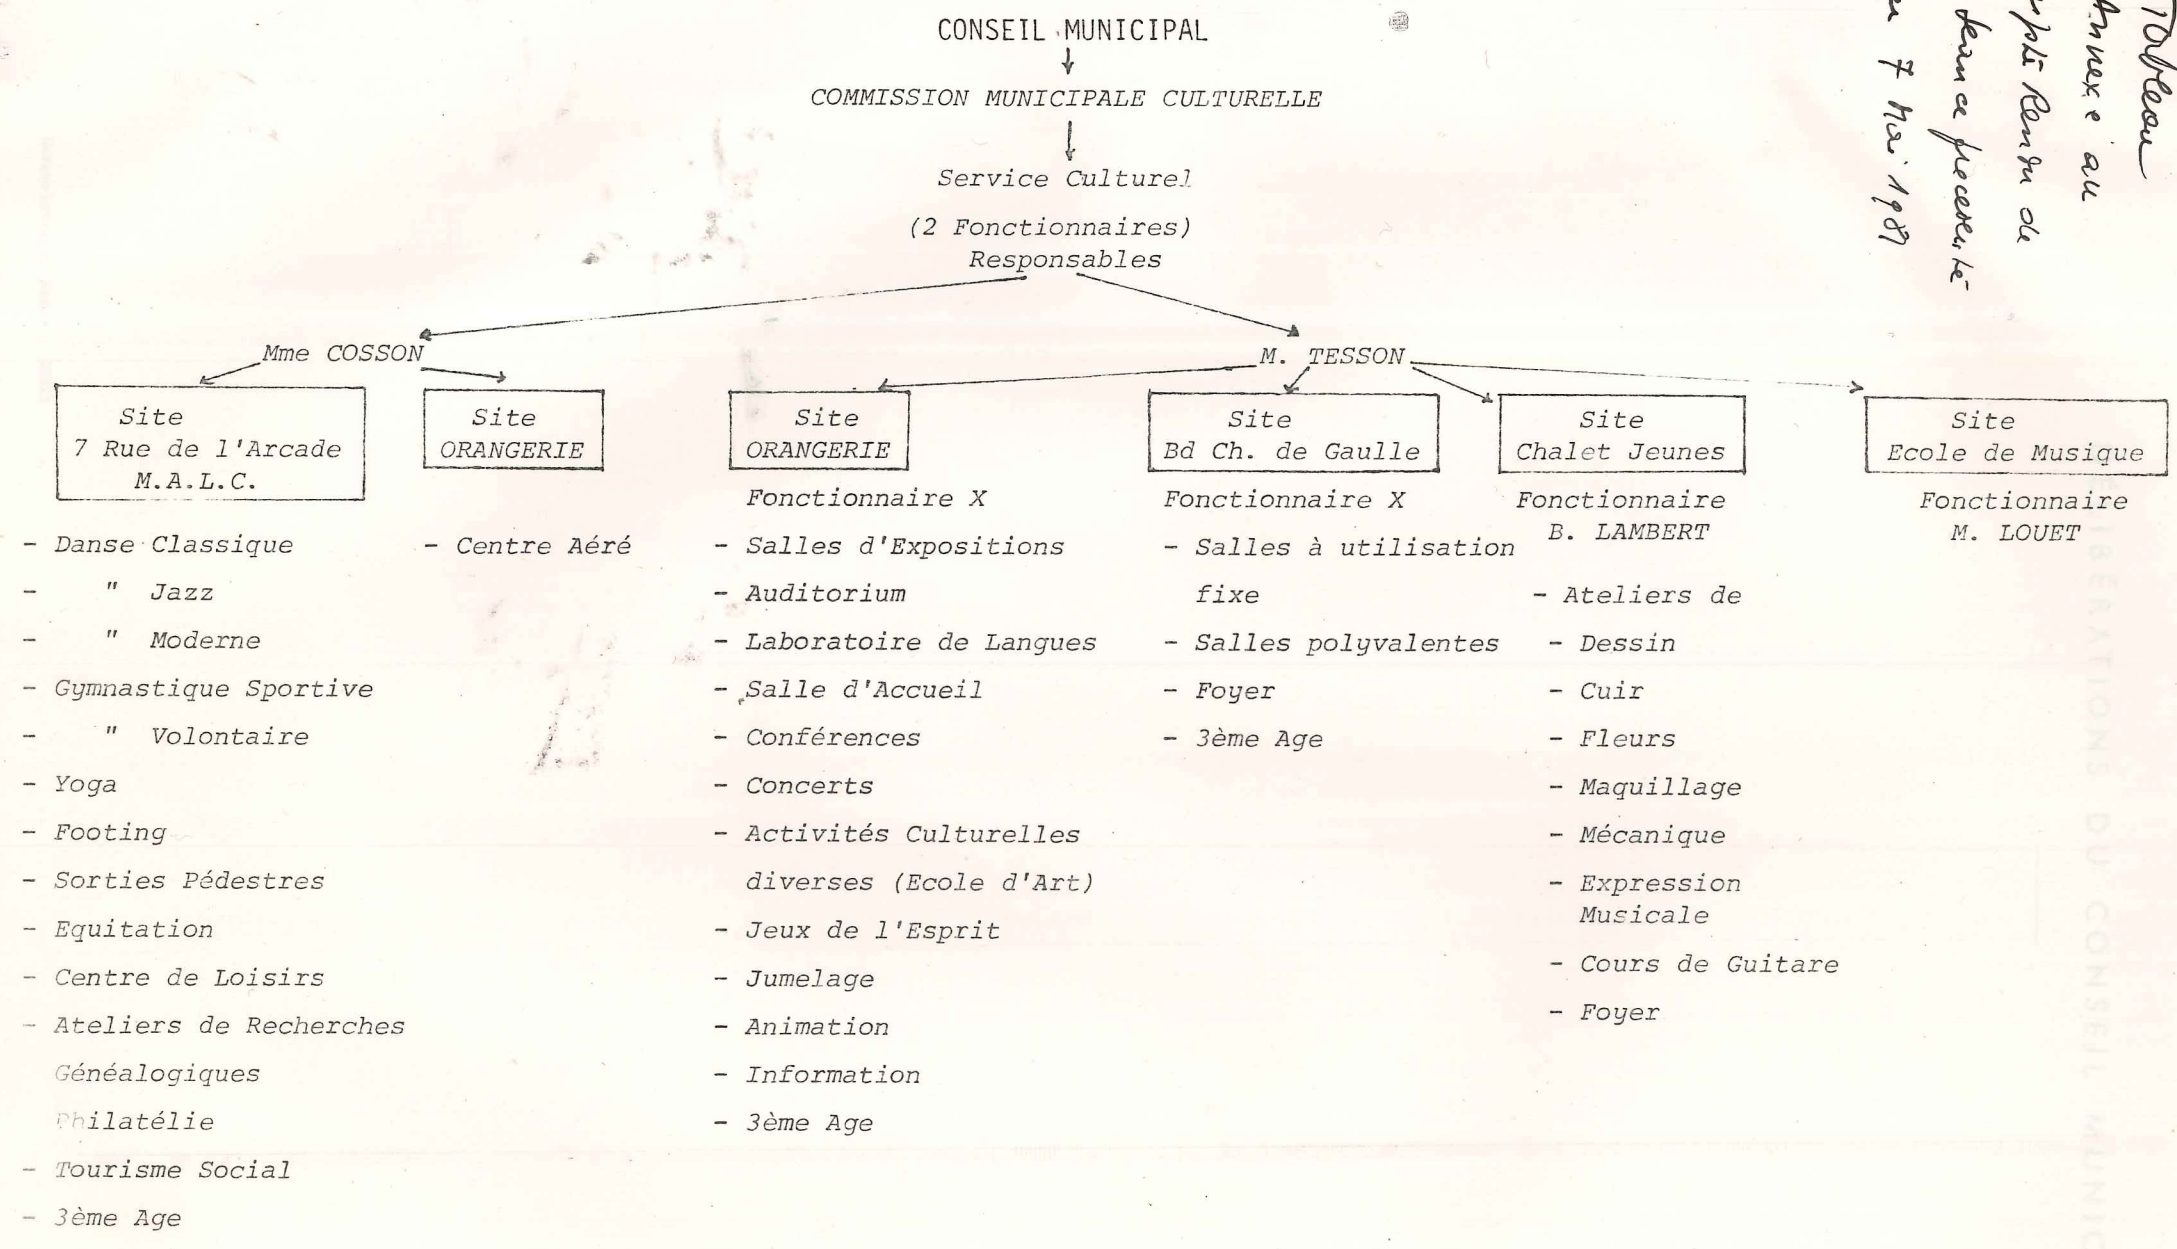 CONSEIL MUNICIPAL
COMMISSION MUNICIPALE CULTURELLE
Service Culturel
(2 Fonctionnaires)
Responsables
Mme COSSON
M. TESSON
Site
7 Rue de l'Arcade
M.A.L.C.
- Danse Classique
- " Jazz
- " Moderne
- Gymnastique Sportive
- " Volontaire
- Yoga
- Footing
- Sorties Pédestres
- Equitation
- Centre de Loisirs
- Ateliers de Recherches
Généalogiques
Philatélie
- Tourisme Social
- 3ème Age
Site
ORANGERIE
- Centre Aéré
Site
ORANGERIE
Fonctionnaire X
- Salles d'Expositions
- Auditorium
- Laboratoire de Langues
- Salle d'Accueil
- Conférences
- Concerts
- Activités Culturelles
diverses (Ecole d'Art)
- Jeux de l'Esprit
- Jumelage
- Animation
- Information
- 3ème Age
Site
Bd Ch. de Gaulle
Fonctionnaire X
- Salles à utilisation
fixe
- Salles polyvalentes
- Foyer
- 3ème Age
Site
Chalet Jeunes
Fonctionnaire
B. LAMBERT
- Ateliers de
- Dessin
- Cuir
- Fleurs
- Maquillage
- Mécanique
- Expression
Musicale
- Cours de Guitare
- Foyer
Site
Ecole de Musique
Fonctionnaire
M. LOUET
Tableau
Annexe au
Rendu de
7 Mai 1981
DU CONSEIL